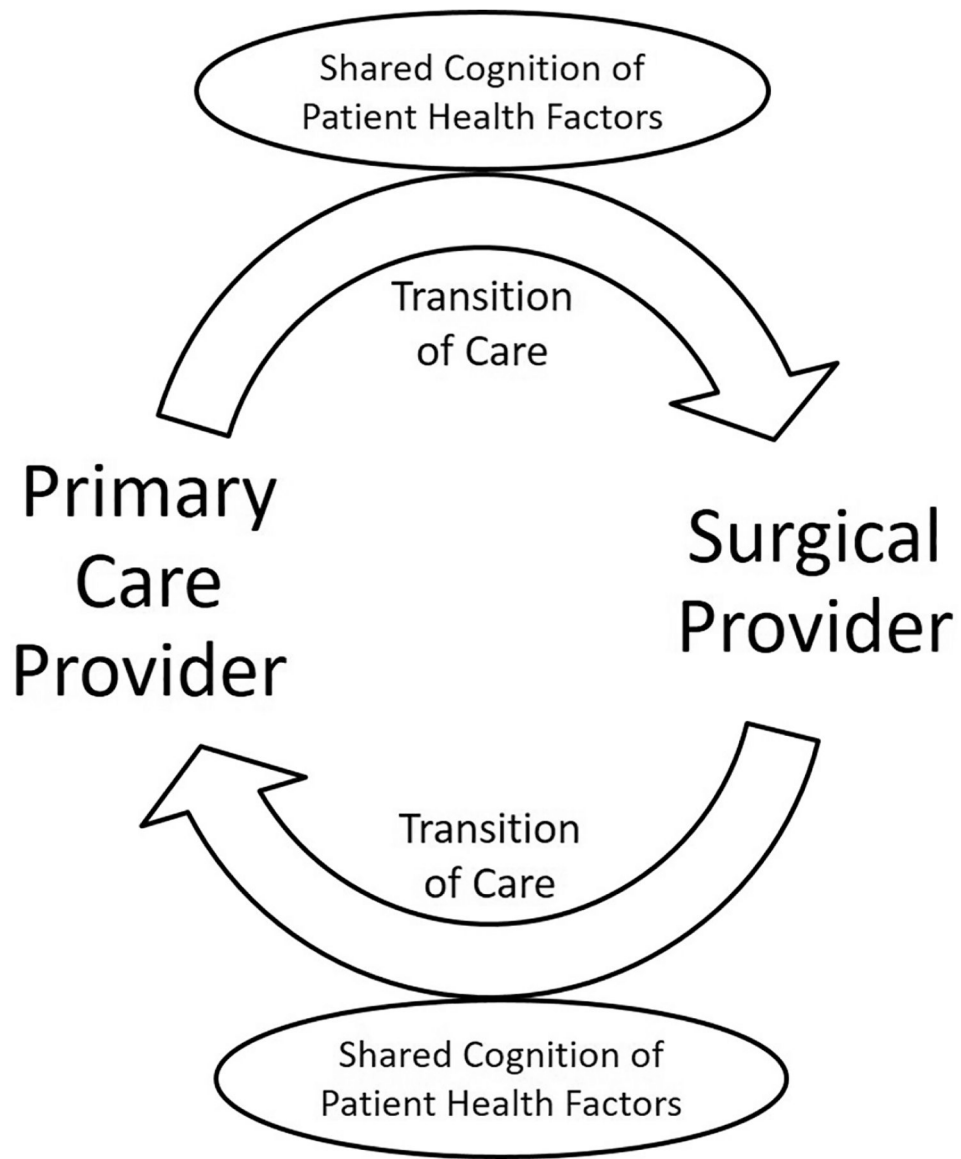 Shared Cognition of
Patient Health Factors
Transition
of Care
Primary
Care
Provider
Surgical
Provider
Transition
of Care
Shared Cognition of
Patient Health Factors